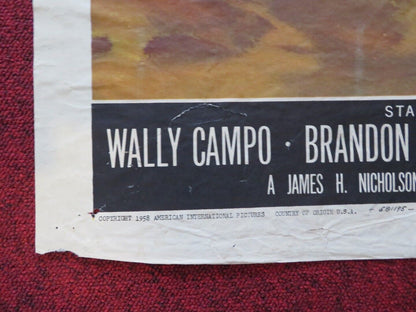 STA
WALLY CAMPO · BRANDON
A JAMES H. NICHOLSON
COPYRIGHT 1958 AMERICAN INTERNATIONAL PICTURES COUNTRY OF ORIGIN U.S.A.